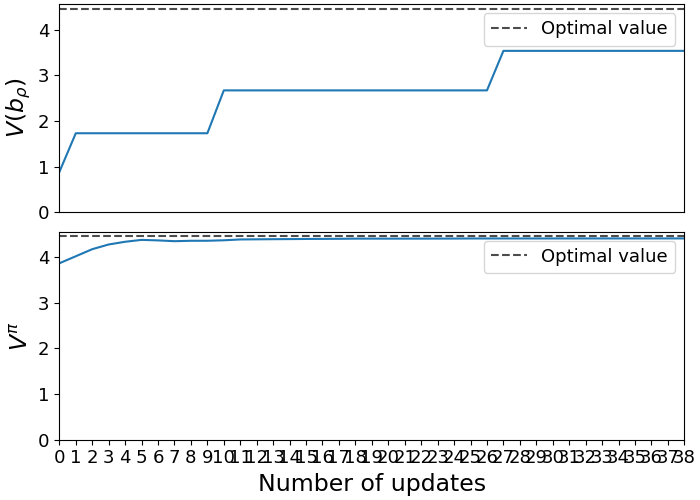 4
3
2
1
0
V(b_ρ)
Optimal value
4
3
2
1
0
V^π
Optimal value
0 1 2 3 4 5 6 7 8 9 10 11 12 13 14 15 16 17 18 19 20 21 22 23 24 25 26 27 28 29 30 31 32 33 34 35 36 37 38
Number of updates